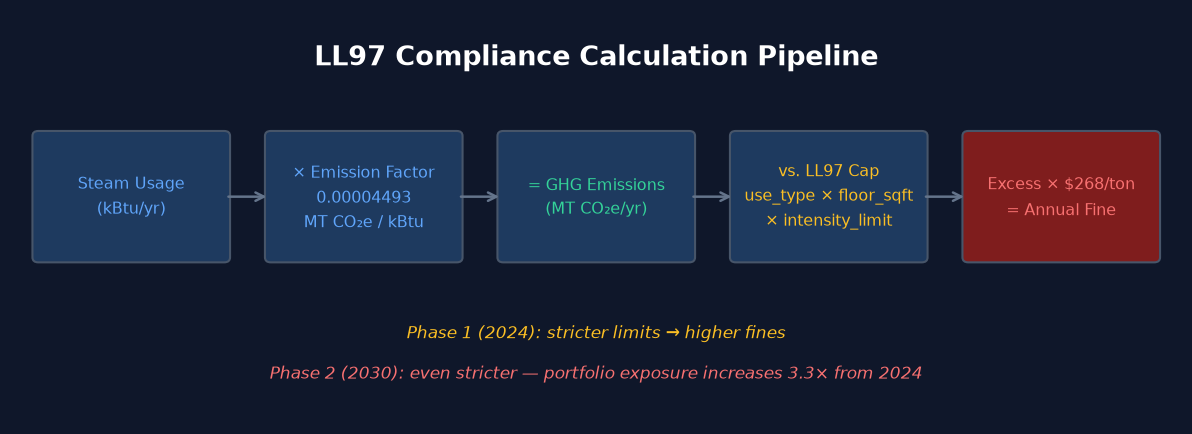 LL97 Compliance Calculation Pipeline
Steam Usage
(kBtu/yr)
× Emission Factor
0.00004493
MT CO₂e / kBtu
= GHG Emissions
(MT CO₂e/yr)
vs. LL97 Cap
use_type × floor_sqft
× intensity_limit
Excess × $268/ton
= Annual Fine
Phase 1 (2024): stricter limits → higher fines
Phase 2 (2030): even stricter — portfolio exposure increases 3.3× from 2024